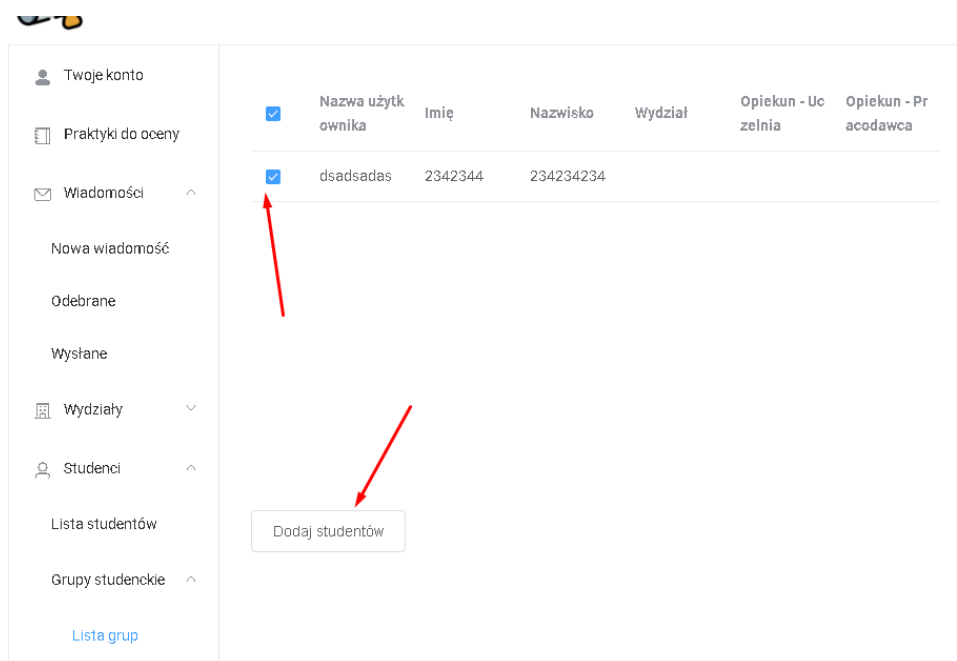 Twoje konto
Praktyki do oceny
Wiadomości
Nowa wiadomość
Odebrane
Wysłane
Wydziały
Studenci
Lista studentów
Grupy studenckie
Lista grup
Nazwa użytk
ownika
Imię
Nazwisko
Wydział
Opiekun - Uc
zelnia
Opiekun - Pr
acodawca
dsadsadas
2342344
234234234
Dodaj studentów